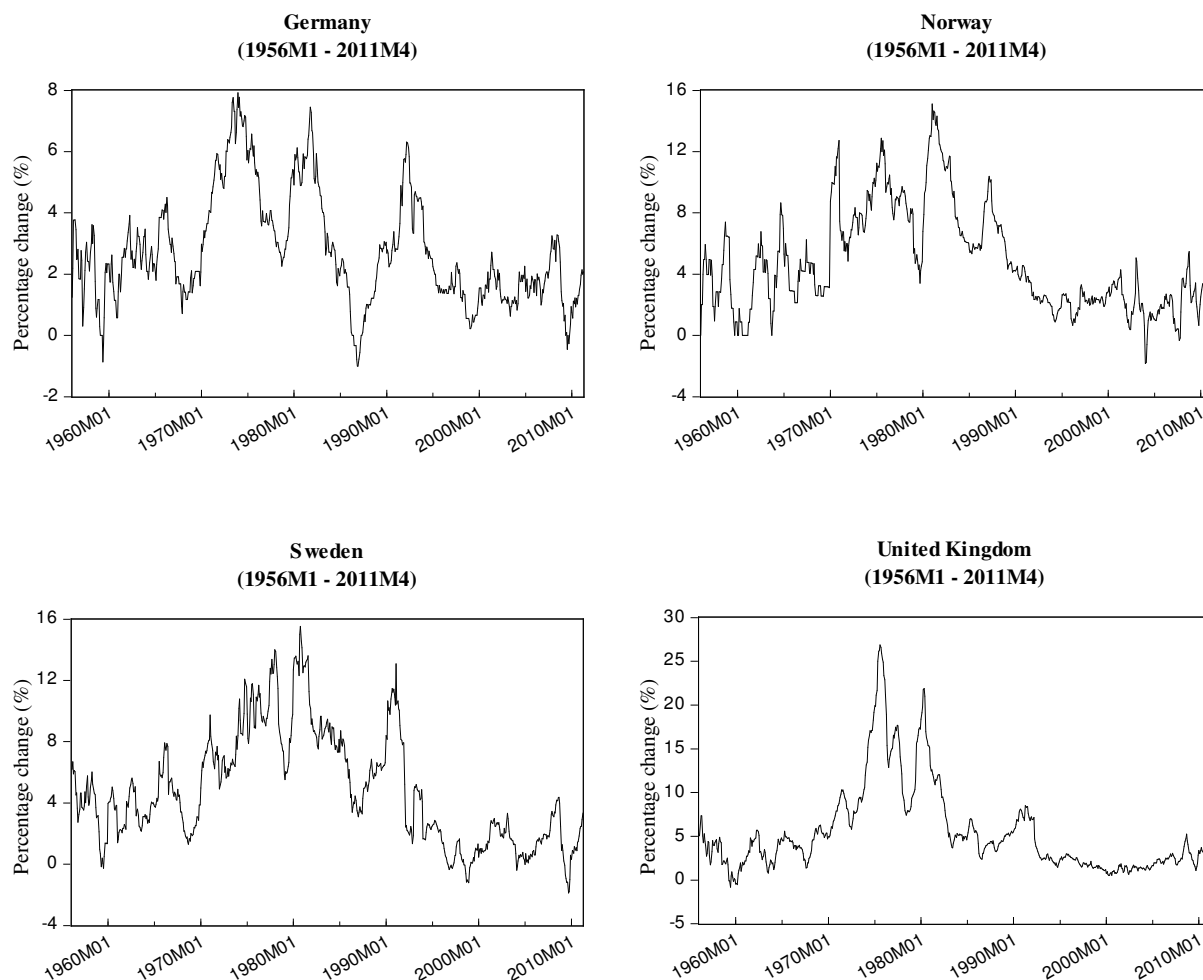 Germany
(1956M1 - 2011M4)
Percentage change (%)
8
6
4
2
0
-2
1960M01
1970M01
1980M01
1990M01
2000M01
2010M01
Norway
(1956M1 - 2011M4)
Percentage change (%)
16
12
8
4
0
-4
1960M01
1970M01
1980M01
1990M01
2000M01
2010M01
Sweden
(1956M1 - 2011M4)
Percentage change (%)
16
12
8
4
0
-4
1960M01
1970M01
1980M01
1990M01
2000M01
2010M01
United Kingdom
(1956M1 - 2011M4)
Percentage change (%)
30
25
20
15
10
5
0
-5
1960M01
1970M01
1980M01
1990M01
2000M01
2010M01